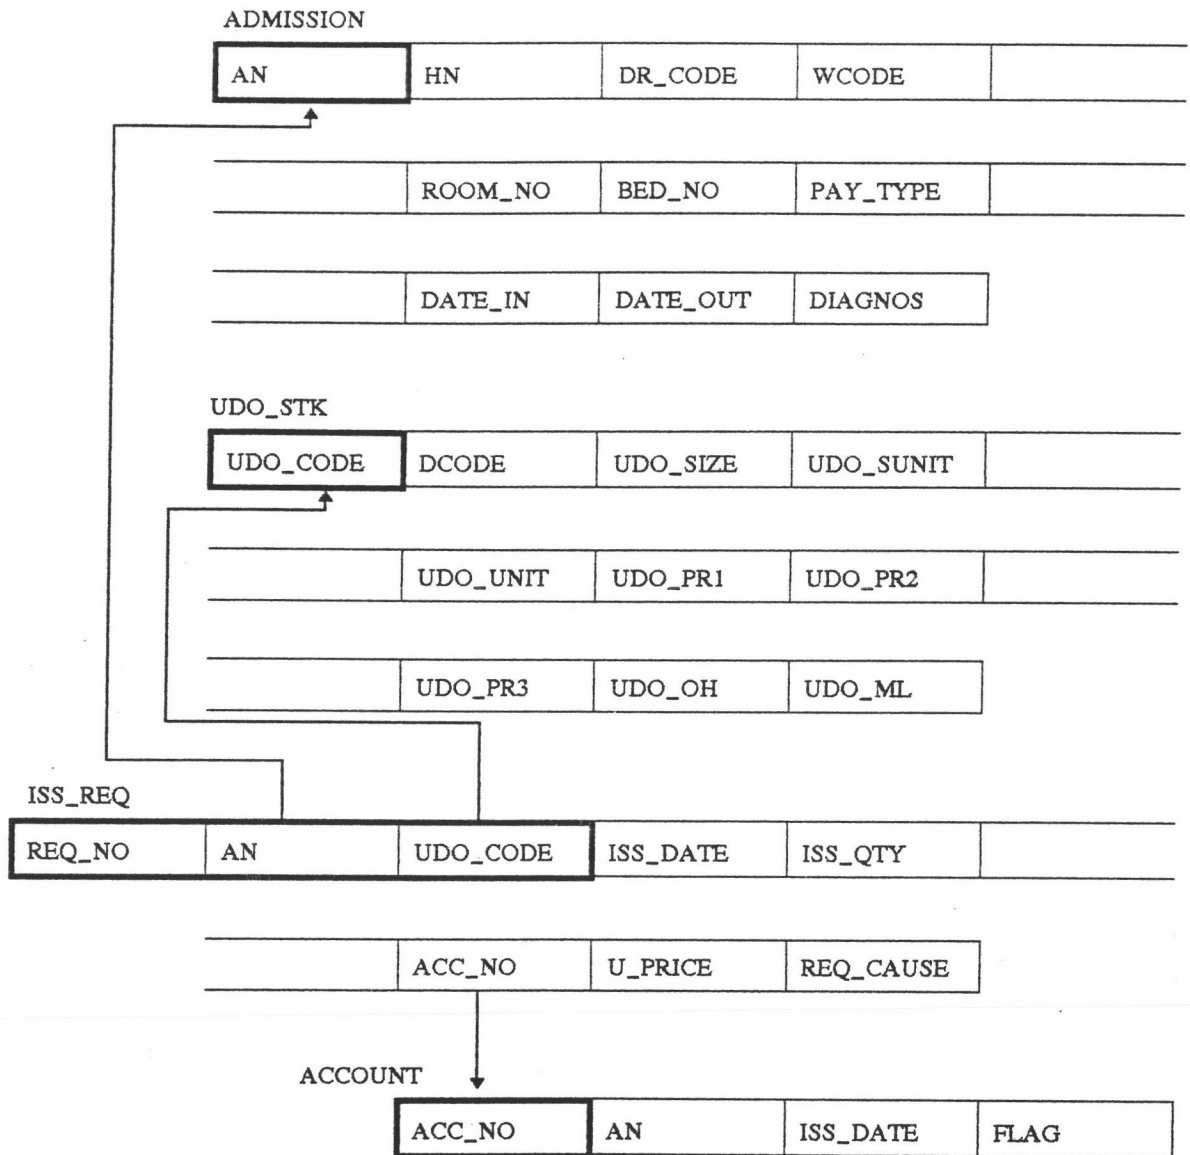 ADMISSION
AN HN DR_CODE WCODE
ROOM_NO BED_NO PAY_TYPE
DATE_IN DATE_OUT DIAGNOS
UDO_STK
UDO_CODE DCODE UDO_SIZE UDO_SUNIT
UDO_UNIT UDO_PR1 UDO_PR2
UDO_PR3 UDO_OH UDO_ML
ISS_REQ
REQ_NO AN UDO_CODE ISS_DATE ISS_QTY
ACC_NO U_PRICE REQ_CAUSE
ACCOUNT
ACC_NO AN ISS_DATE FLAG